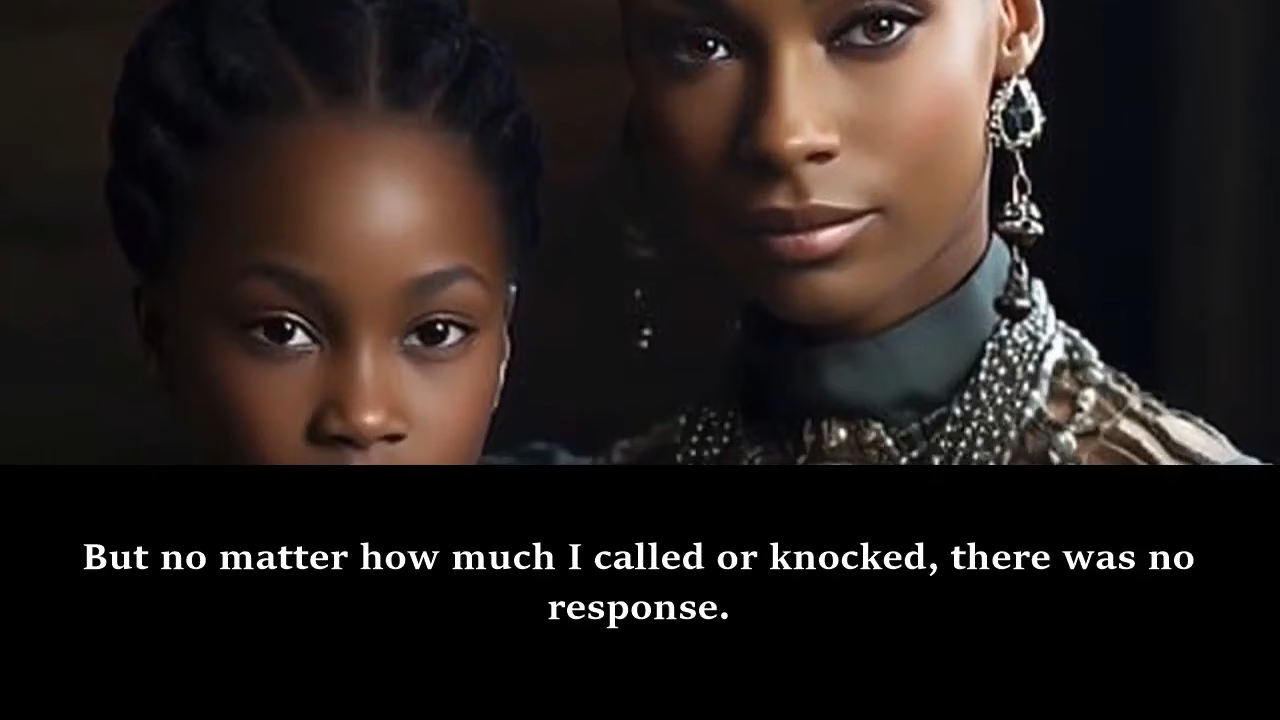 But no matter how much I called or knocked, there was no
response.